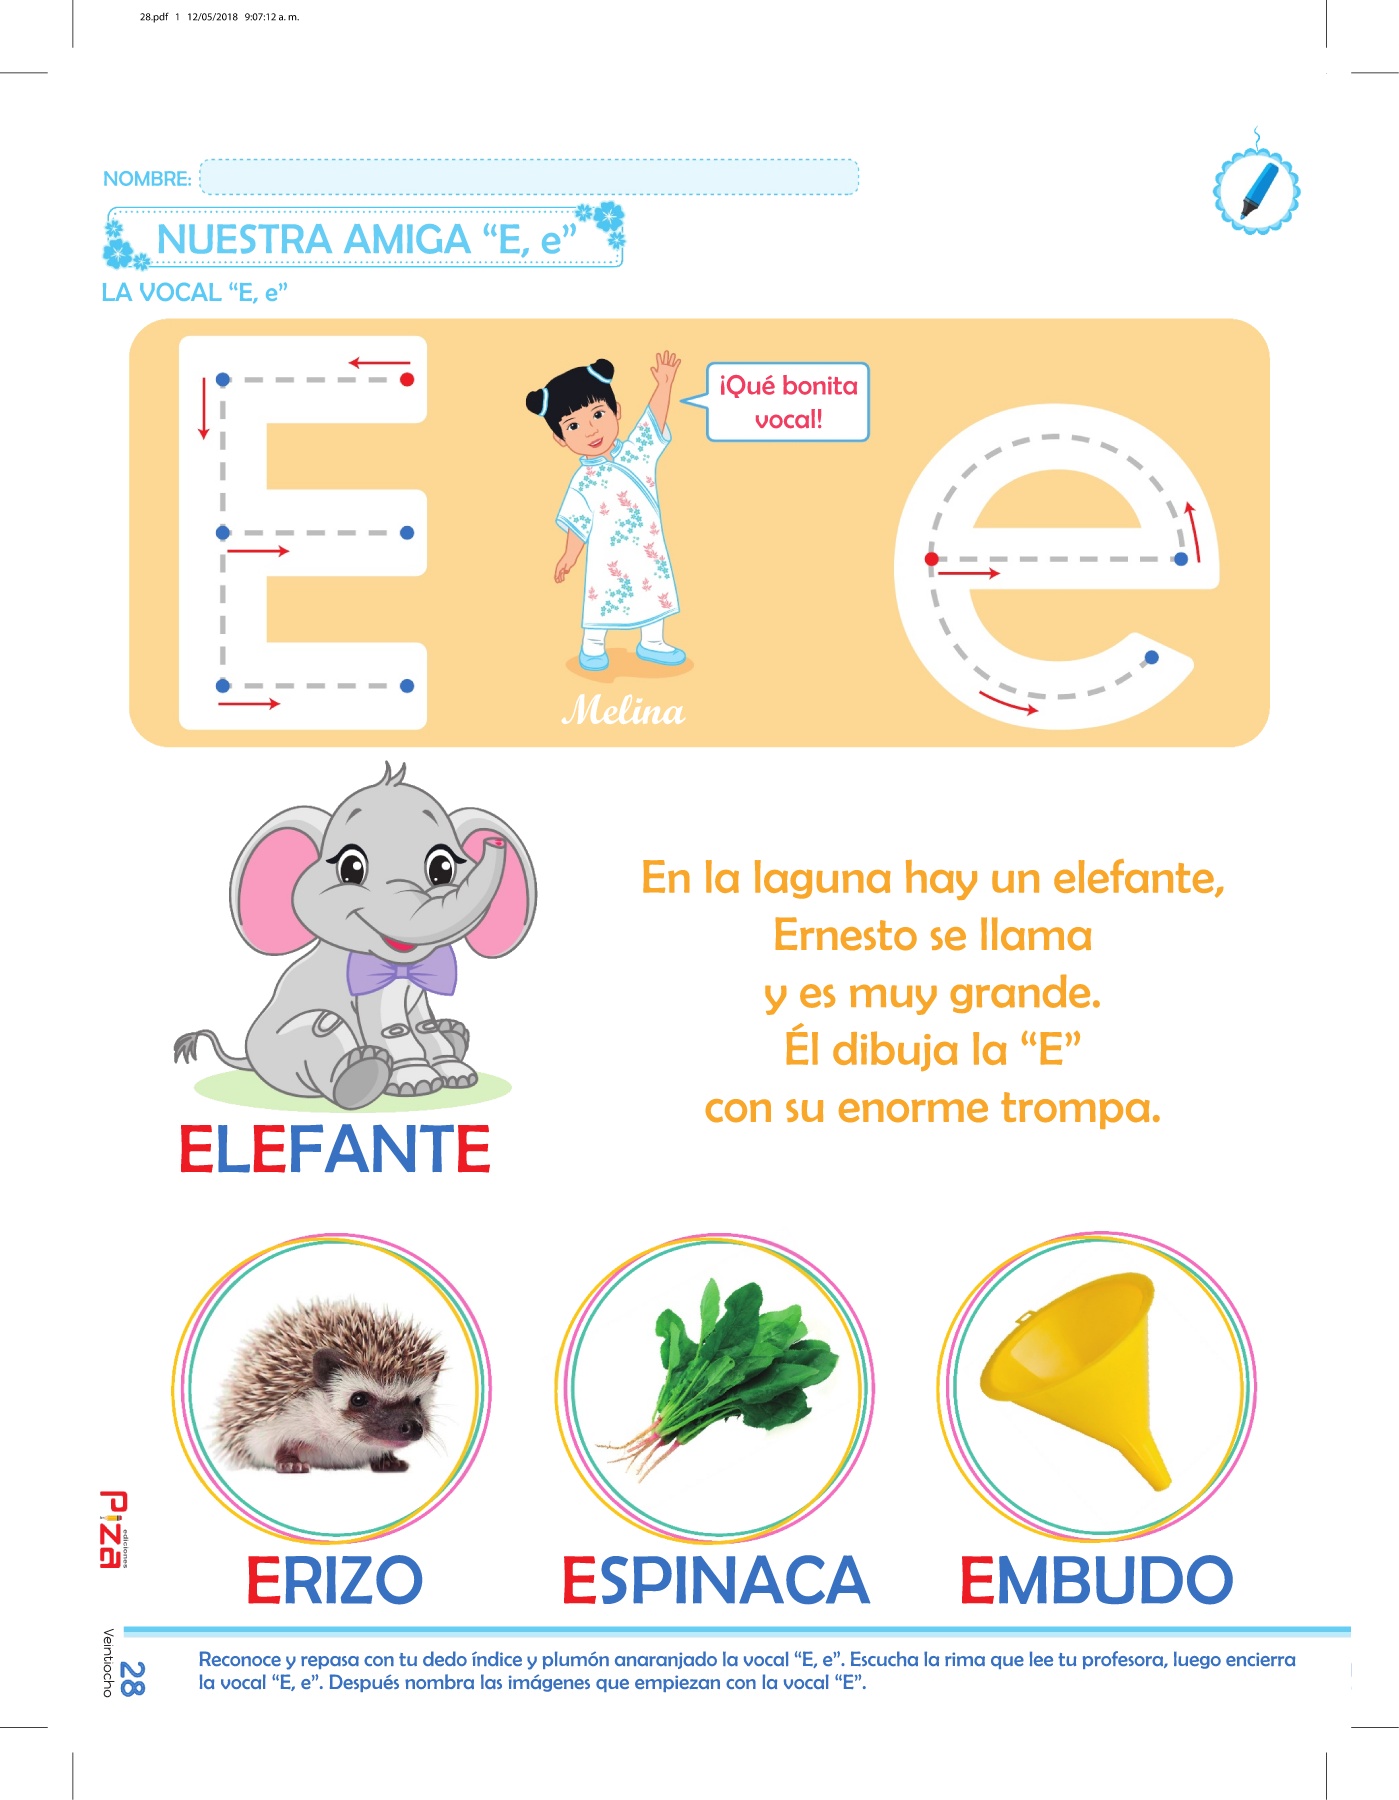 28.pdf 1 12/05/2018 9:07:12 a. m.
NOMBRE:
NUESTRA AMIGA “E, e”
LA VOCAL “E, e”
E
¡Qué bonita
vocal!
e
Melina
En la laguna hay un elefante,
Ernesto se llama
y es muy grande.
Él dibuja la “E”
con su enorme trompa.
ELEFANTE
ERIZO
ESPINACA
EMBUDO
Piza
ediciones
Reconoce y repasa con tu dedo índice y plumón anaranjado la vocal “E, e”. Escucha la rima que lee tu profesora, luego encierra
la vocal “E, e”. Después nombra las imágenes que empiezan con la vocal “E”.
28
Veintiocho